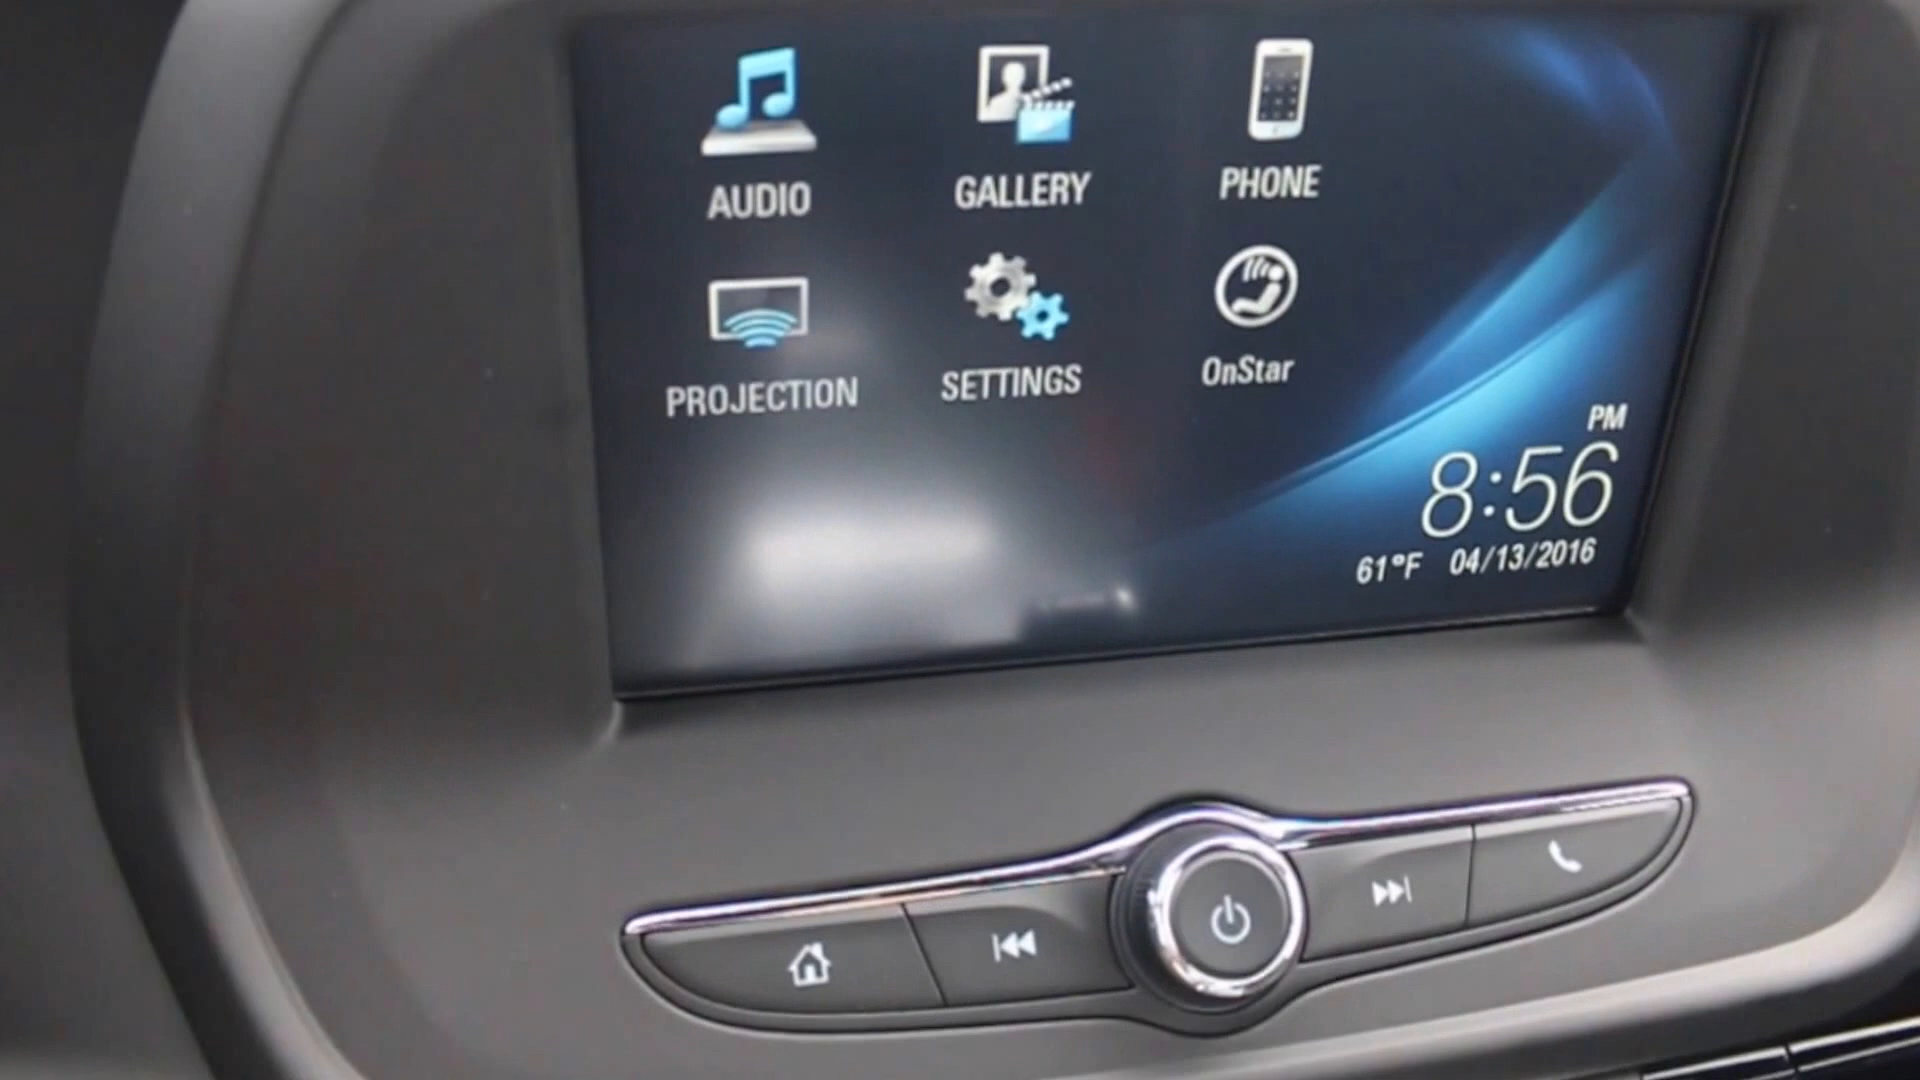 AUDIO
GALLERY
PHONE
PROJECTION
SETTINGS
OnStar
PM
8:56
61°F 04/13/2016